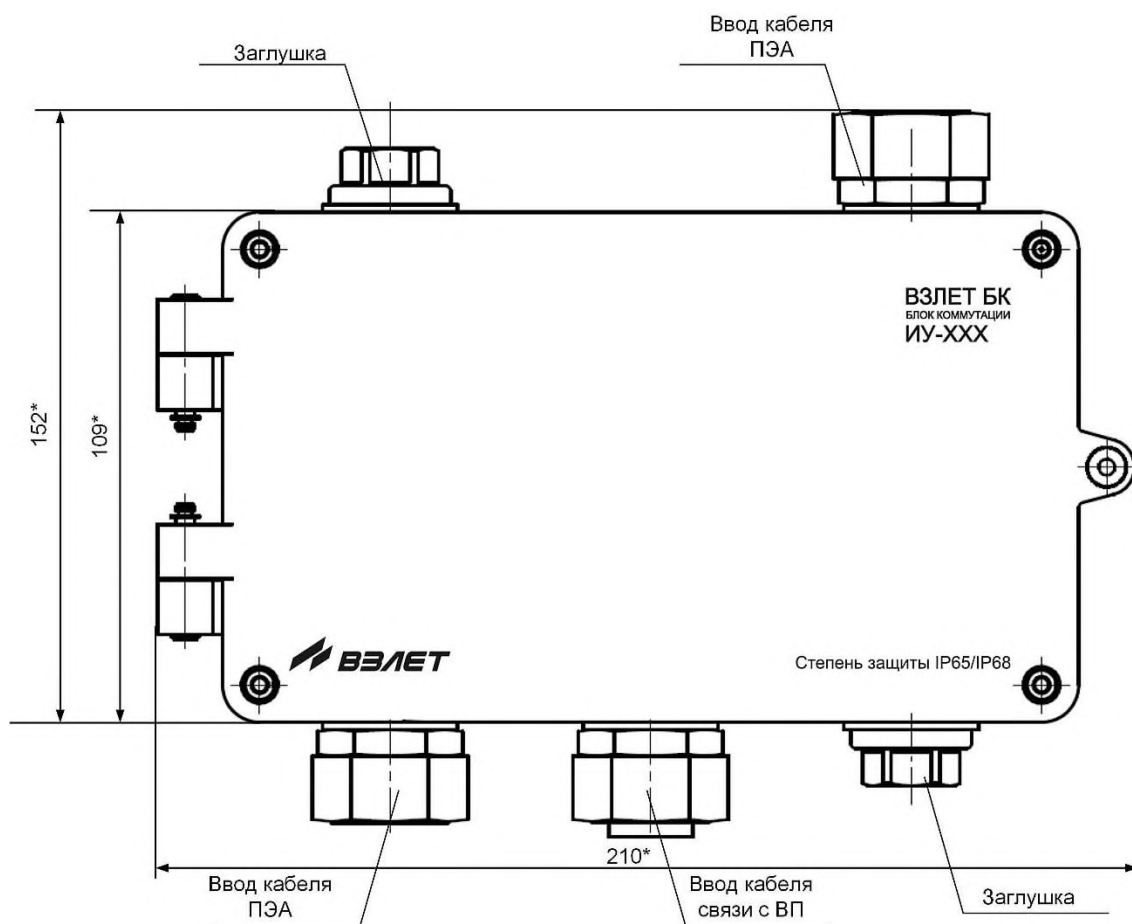 Ввод кабеля
ПЭА
Заглушка
ВЗЛЕТ БК
БЛОК КОММУТАЦИИ
ИУ-ХХХ
152*
109*
ВЗЛЕТ
Степень защиты IP65/IP68
210*
Ввод кабеля
ПЭА
Ввод кабеля
связи с ВП
Заглушка